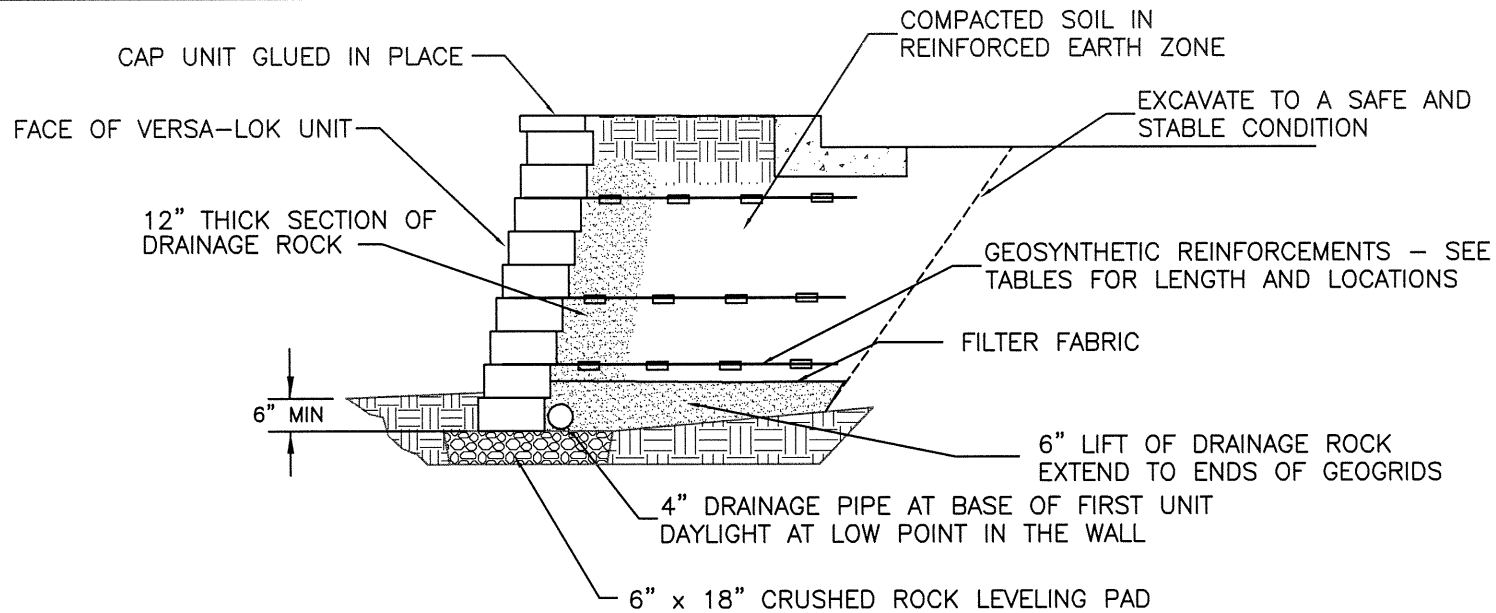 COMPACTED SOIL IN
REINFORCED EARTH ZONE
CAP UNIT GLUED IN PLACE
EXCAVATE TO A SAFE AND
STABLE CONDITION
FACE OF VERSA-LOK UNIT
12" THICK SECTION OF
DRAINAGE ROCK
GEOSYNTHETIC REINFORCEMENTS – SEE
TABLES FOR LENGTH AND LOCATIONS
FILTER FABRIC
6" MIN
6" LIFT OF DRAINAGE ROCK
EXTEND TO ENDS OF GEOGRIDS
4" DRAINAGE PIPE AT BASE OF FIRST UNIT
DAYLIGHT AT LOW POINT IN THE WALL
6" x 18" CRUSHED ROCK LEVELING PAD